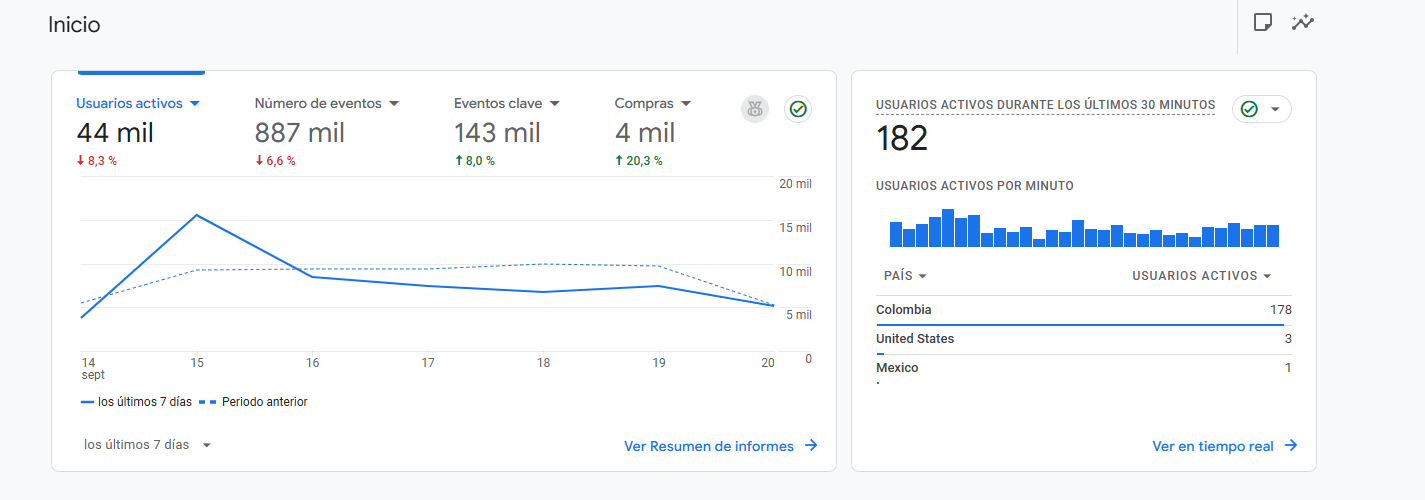 Inicio
Usuarios activos
44 mil
8,3 %
Número de eventos
887 mil
6,6 %
Eventos clave
143 mil
8,0 %
Compras
4 mil
20,3 %
20 mil
15 mil
10 mil
5 mil
0
14
sept
15
16
17
18
19
20
los últimos 7 días
Periodo anterior
los últimos 7 días
Ver Resumen de informes
USUARIOS ACTIVOS DURANTE LOS ÚLTIMOS 30 MINUTOS
182
USUARIOS ACTIVOS POR MINUTO
PAÍS USUARIOS ACTIVOS
Colombia 178
United States 3
Mexico 1
Ver en tiempo real